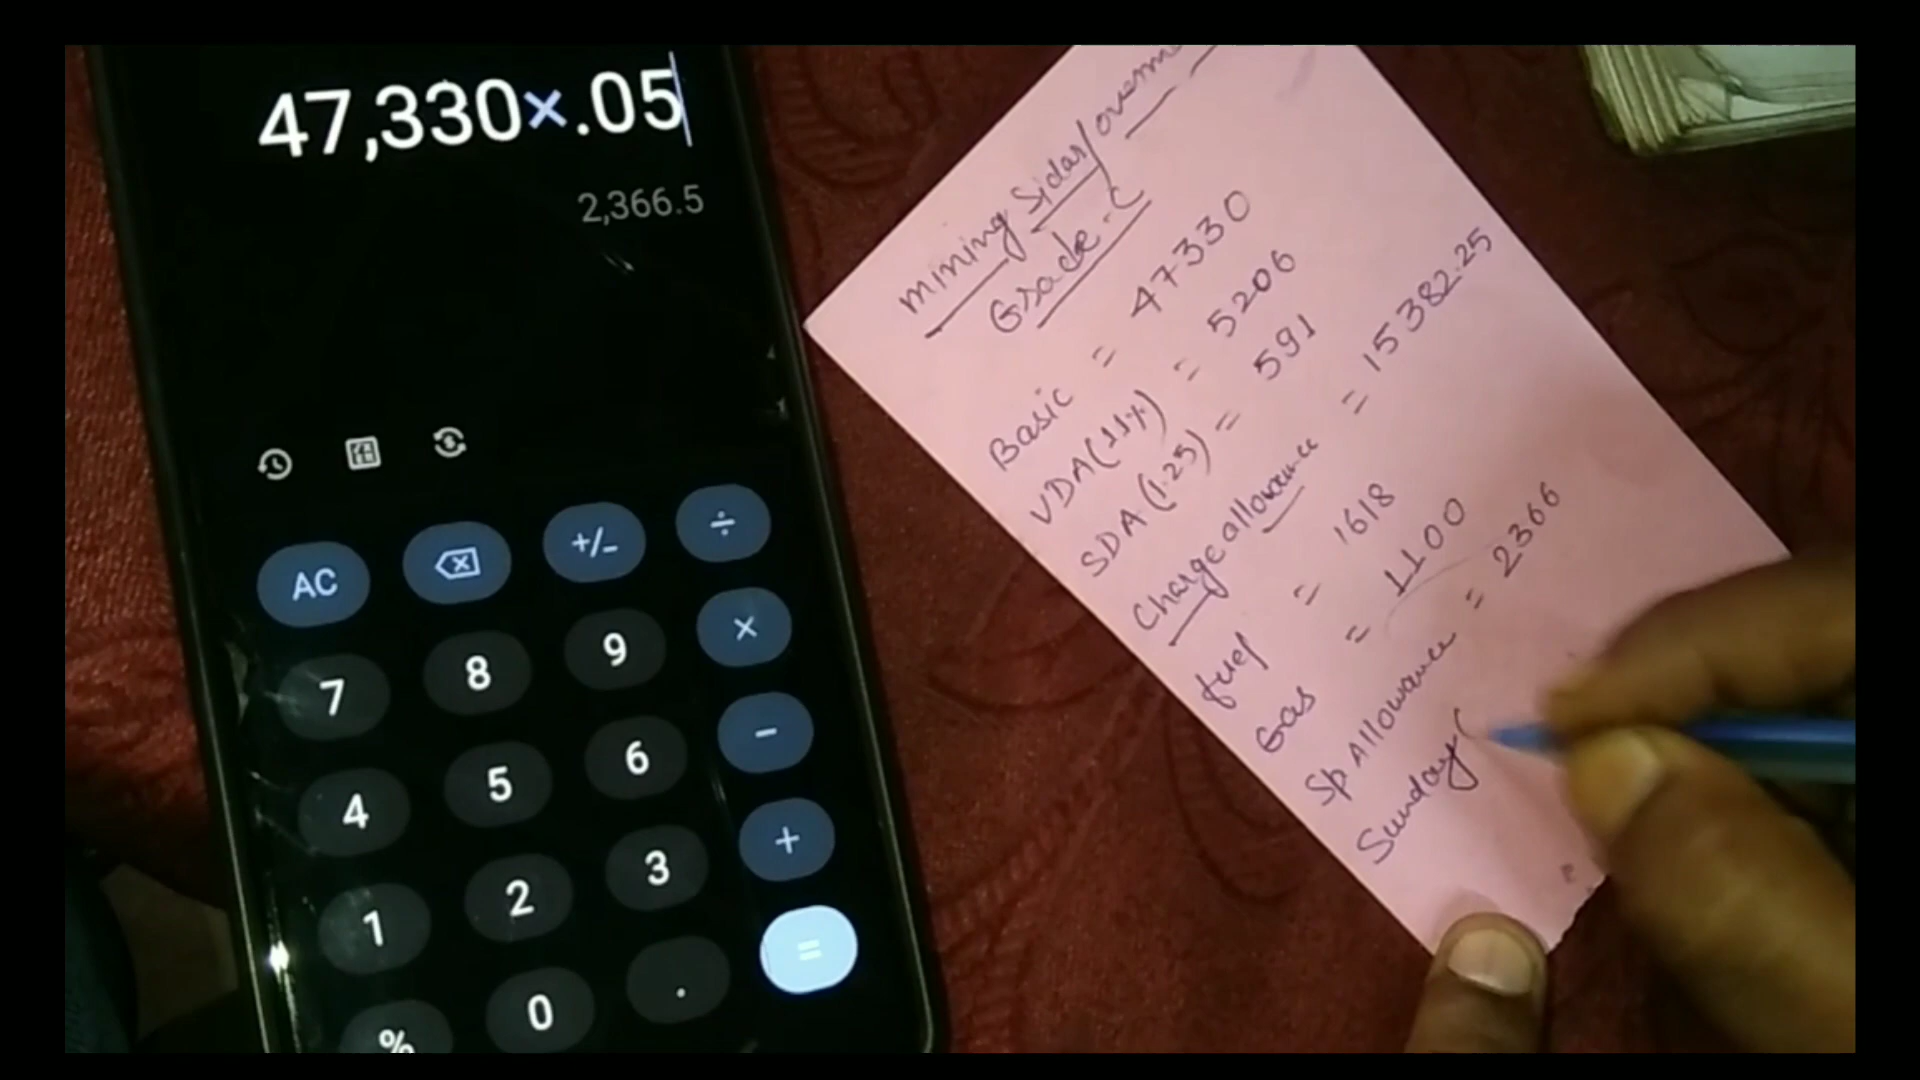 47,330×.05
2,366.5
AC
+/-
÷
7
8
9
×
4
5
6
-
1
2
3
+
%
0
.
=
Mining Sidar/
Grade-C
Basic = 47330
VDA(11%) = 5206
SDA(1.25) = 591
Charge allowance = 15382.25
fuel = 1618
Gas = 1100
Sp Allowance = 2366
Sunday(